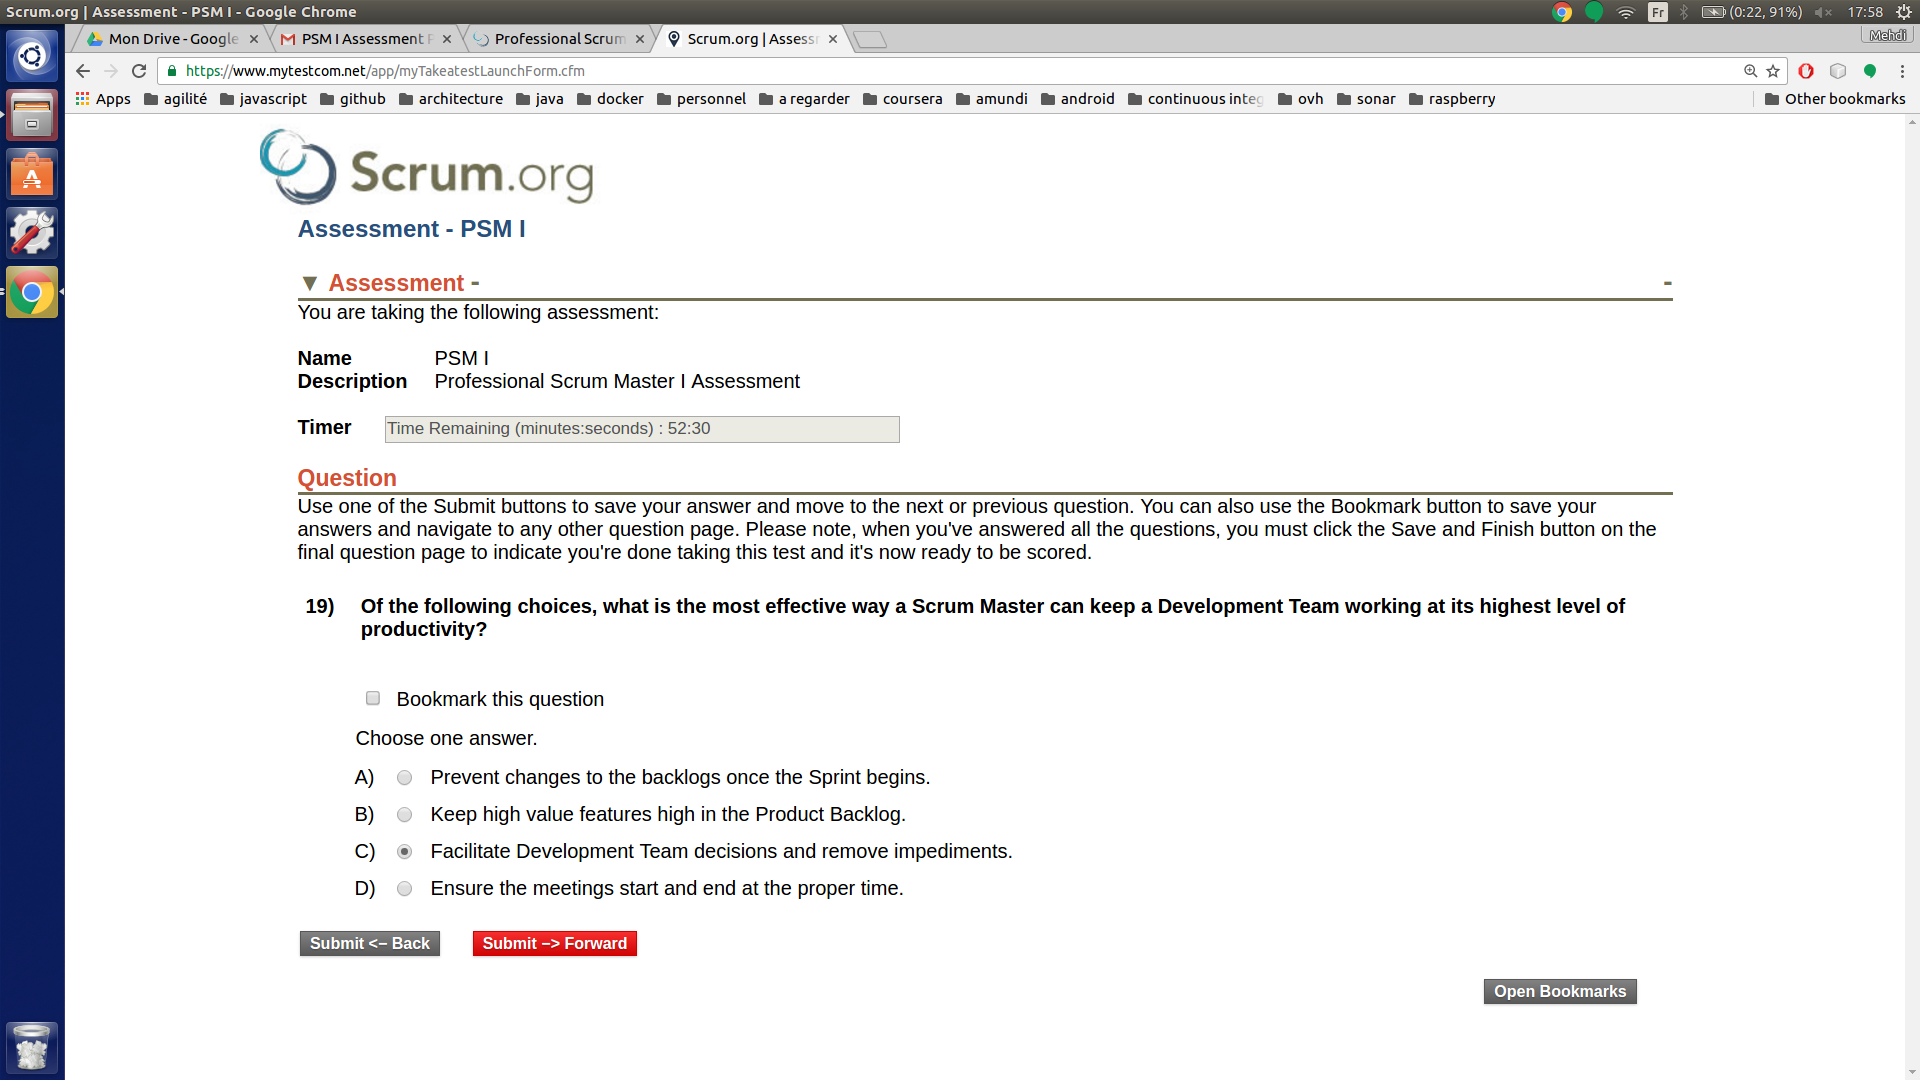 Scrum.org | Assessment - PSM I - Google Chrome
Fr
(0:22, 91%)
17:58
Mon Drive - Google
PSM I Assessment
Professional Scrum
Scrum.org | Assess
Mehdi
https://www.mytestcom.net/app/myTakeatestLaunchForm.cfm
Apps
agilité
javascript
github
architecture
java
docker
personnel
a regarder
coursera
amundi
android
continuous integ
ovh
sonar
raspberry
Other bookmarks
Scrum.org
Assessment - PSM I
▼ Assessment -
-
You are taking the following assessment:
Name PSM I
Description Professional Scrum Master I Assessment
Timer Time Remaining (minutes:seconds) : 52:30
Question
Use one of the Submit buttons to save your answer and move to the next or previous question. You can also use the Bookmark button to save your
answers and navigate to any other question page. Please note, when you've answered all the questions, you must click the Save and Finish button on the
final question page to indicate you're done taking this test and it's now ready to be scored.
19) Of the following choices, what is the most effective way a Scrum Master can keep a Development Team working at its highest level of
productivity?
Bookmark this question
Choose one answer.
A) Prevent changes to the backlogs once the Sprint begins.
B) Keep high value features high in the Product Backlog.
C) Facilitate Development Team decisions and remove impediments.
D) Ensure the meetings start and end at the proper time.
Submit <– Back
Submit –> Forward
Open Bookmarks